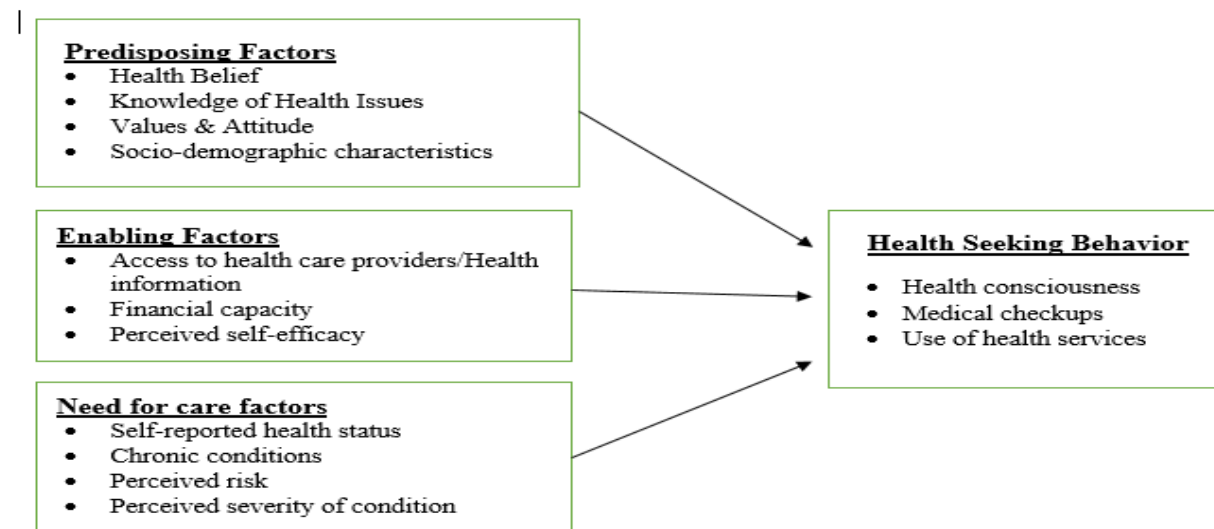 Predisposing Factors
• Health Belief
• Knowledge of Health Issues
• Values & Attitude
• Socio-demographic characteristics
Enabling Factors
• Access to health care providers/Health
information
• Financial capacity
• Perceived self-efficacy
Need for care factors
• Self-reported health status
• Chronic conditions
• Perceived risk
• Perceived severity of condition
Health Seeking Behavior
• Health consciousness
• Medical checkups
• Use of health services